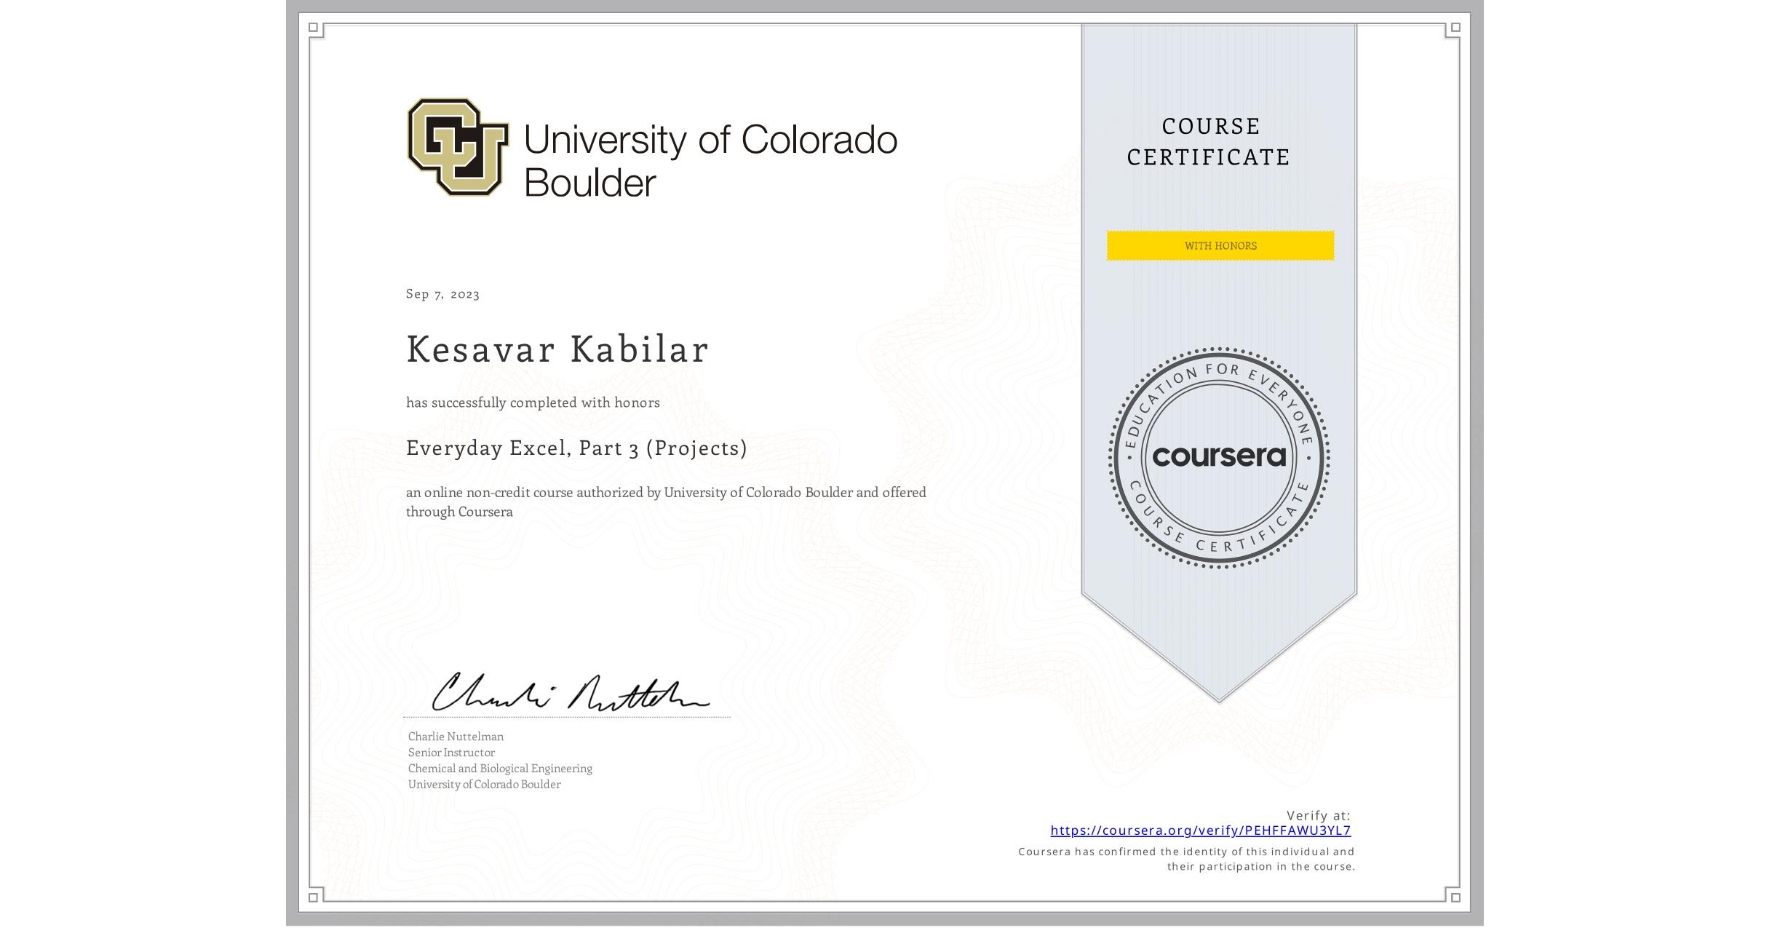 University of Colorado
Boulder
COURSE
CERTIFICATE
WITH HONORS
Sep 7, 2023
Kesavar Kabilar
has successfully completed with honors
Everyday Excel, Part 3 (Projects)
an online non-credit course authorized by University of Colorado Boulder and offered
through Coursera
EDUCATION FOR EVERYONE
coursera
COURSE CERTIFICATE
Charlie Nuttelman
Senior Instructor
Chemical and Biological Engineering
University of Colorado Boulder
Verify at:
https://coursera.org/verify/PEHFFAWU3YL7
Coursera has confirmed the identity of this individual and
their participation in the course.